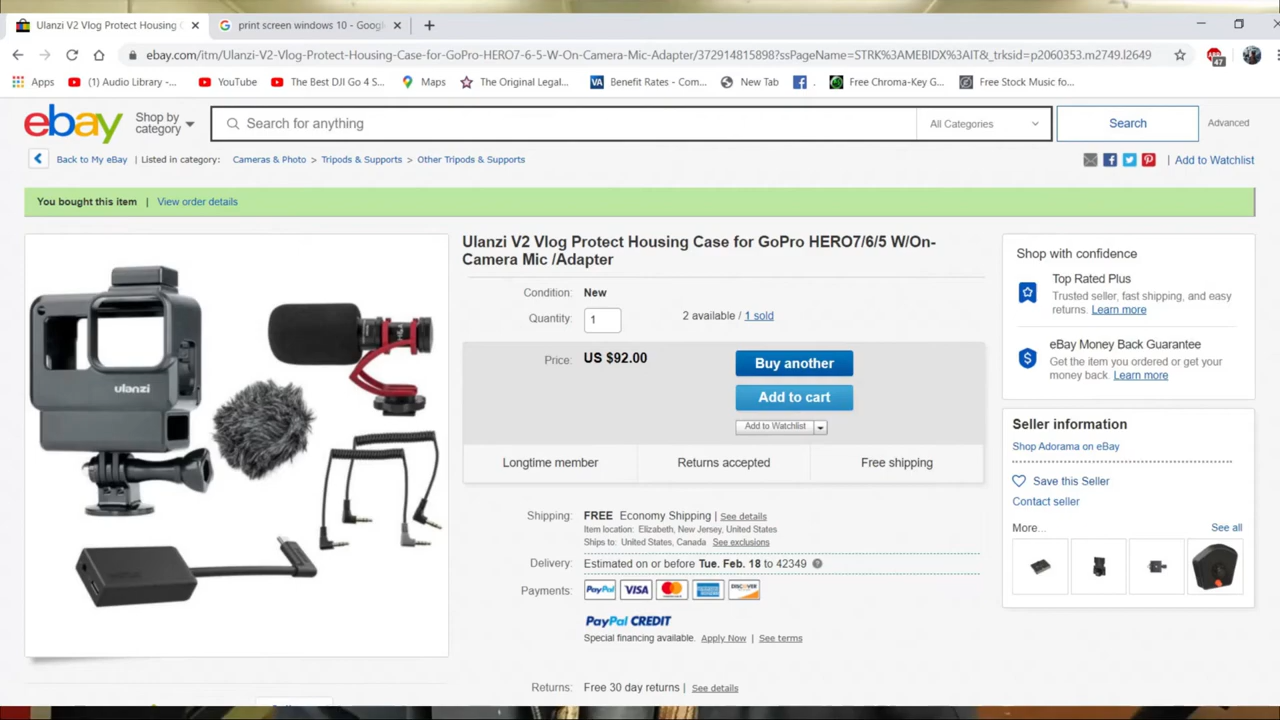 Ulanzi V2 Vlog Protect Housing
print screen windows 10 - Googl
ebay.com/itm/Ulanzi-V2-Vlog-Protect-Housing-Case-for-GoPro-HERO7-6-5-W-On-Camera-Mic-Adapter/372914815898?ssPageName=STRK%3AMEBIDX%3AIT&_trksid=p2060353.m2749.l2649
47
Apps
(1) Audio Library -...
YouTube
The Best DJI Go 4 S...
Maps
The Original Legal...
VA
Benefit Rates - Com...
New Tab
.
Free Chroma-Key G...
Free Stock Music fo...
ebay
Shop by
category
Search for anything
All Categories
Search
Advanced
Back to My eBay | Listed in category: Cameras & Photo > Tripods & Supports > Other Tripods & Supports
| Add to Watchlist
You bought this item | View order details
ulanzi
Ulanzi V2 Vlog Protect Housing Case for GoPro HERO7/6/5 W/On-
Camera Mic /Adapter
Condition: New
Quantity: 1
2 available / 1 sold
Price: US $92.00
Buy another
Add to cart
Add to Watchlist
Longtime member
Returns accepted
Free shipping
Shipping: FREE Economy Shipping | See details
Item location: Elizabeth, New Jersey, United States
Ships to: United States, Canada See exclusions
Delivery: Estimated on or before Tue. Feb. 18 to 42349
Payments: PayPal VISA DISCOVER
PayPal CREDIT
Special financing available. Apply Now | See terms
Returns: Free 30 day returns | See details
Shop with confidence
Top Rated Plus
Trusted seller, fast shipping, and easy
returns. Learn more
eBay Money Back Guarantee
Get the item you ordered or get your
money back. Learn more
Seller information
Shop Adorama on eBay
Save this Seller
Contact seller
More...
See all